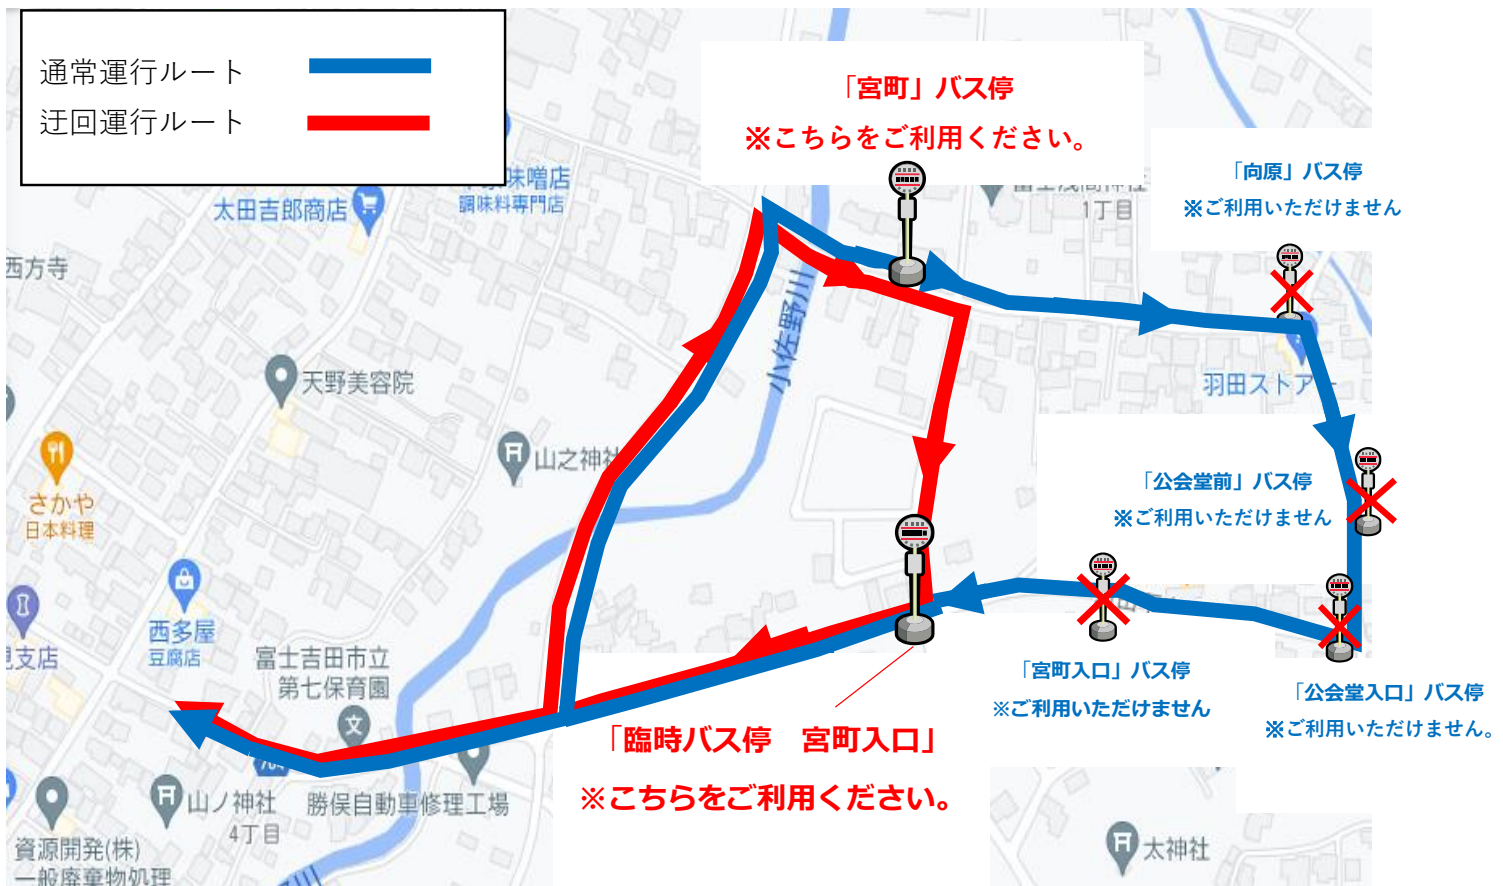 通常運行ルート
迂回運行ルート
「宮町」バス停
※こちらをご利用ください。
「向原」バス停
※ご利用いただけません
味噌店
調味料専門店
太田吉郎商店
1丁目
西方寺
小佐野川
天野美容院
羽田ストアー
山之神社
「公会堂前」バス停
※ご利用いただけません
さかや
日本料理
西多屋
豆腐店
支店
富士吉田市立
第七保育園
「宮町入口」バス停
※ご利用いただけません
「公会堂入口」バス停
※ご利用いただけません。
「臨時バス停　宮町入口」
※こちらをご利用ください。
山ノ神社
4丁目
勝俣自動車修理工場
資源開発(株)
一般廃棄物処理
太神社